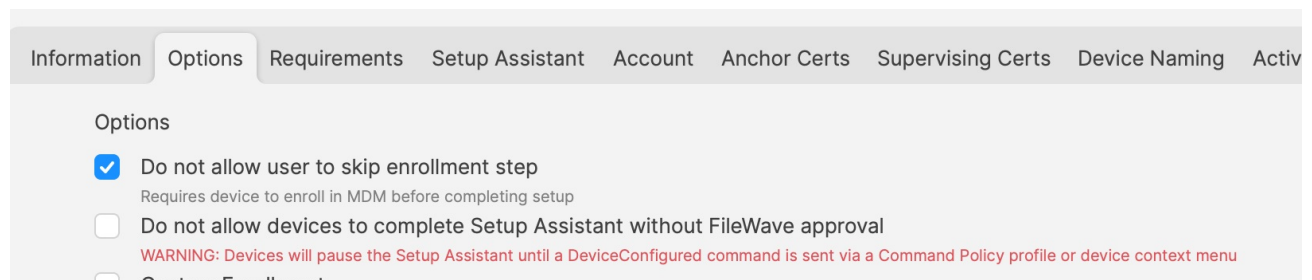 Information Options Requirements Setup Assistant Account Anchor Certs Supervising Certs Device Naming Activ
Options
Do not allow user to skip enrollment step
Requires device to enroll in MDM before completing setup
Do not allow devices to complete Setup Assistant without FileWave approval
WARNING: Devices will pause the Setup Assistant until a DeviceConfigured command is sent via a Command Policy profile or device context menu